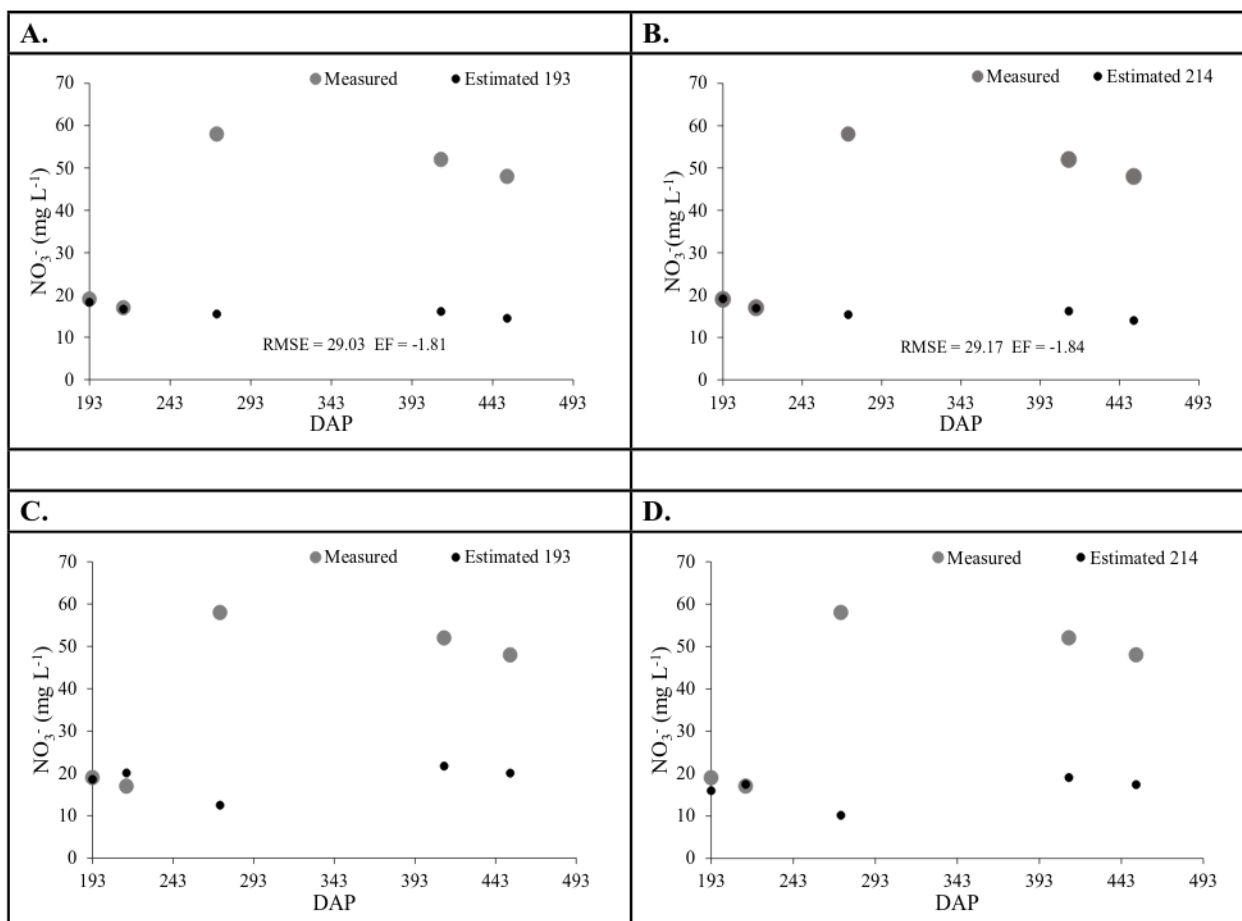 A.
B.
Measured Estimated 193
70
60
50
40
30
20
10
0
NO₃⁻ (mg L⁻¹)
RMSE = 29.03 EF = -1.81
193 243 293 343 393 443 493
DAP
Measured Estimated 214
70
60
50
40
30
20
10
0
NO₃⁻(mg L⁻¹)
RMSE = 29.17 EF = -1.84
193 243 293 343 393 443 493
DAP
C.
D.
Measured Estimated 193
70
60
50
40
30
20
10
0
NO₃⁻ (mg L⁻¹)
193 243 293 343 393 443 493
DAP
Measured Estimated 214
70
60
50
40
30
20
10
0
NO₃⁻ (mg L⁻¹)
193 243 293 343 393 443 493
DAP